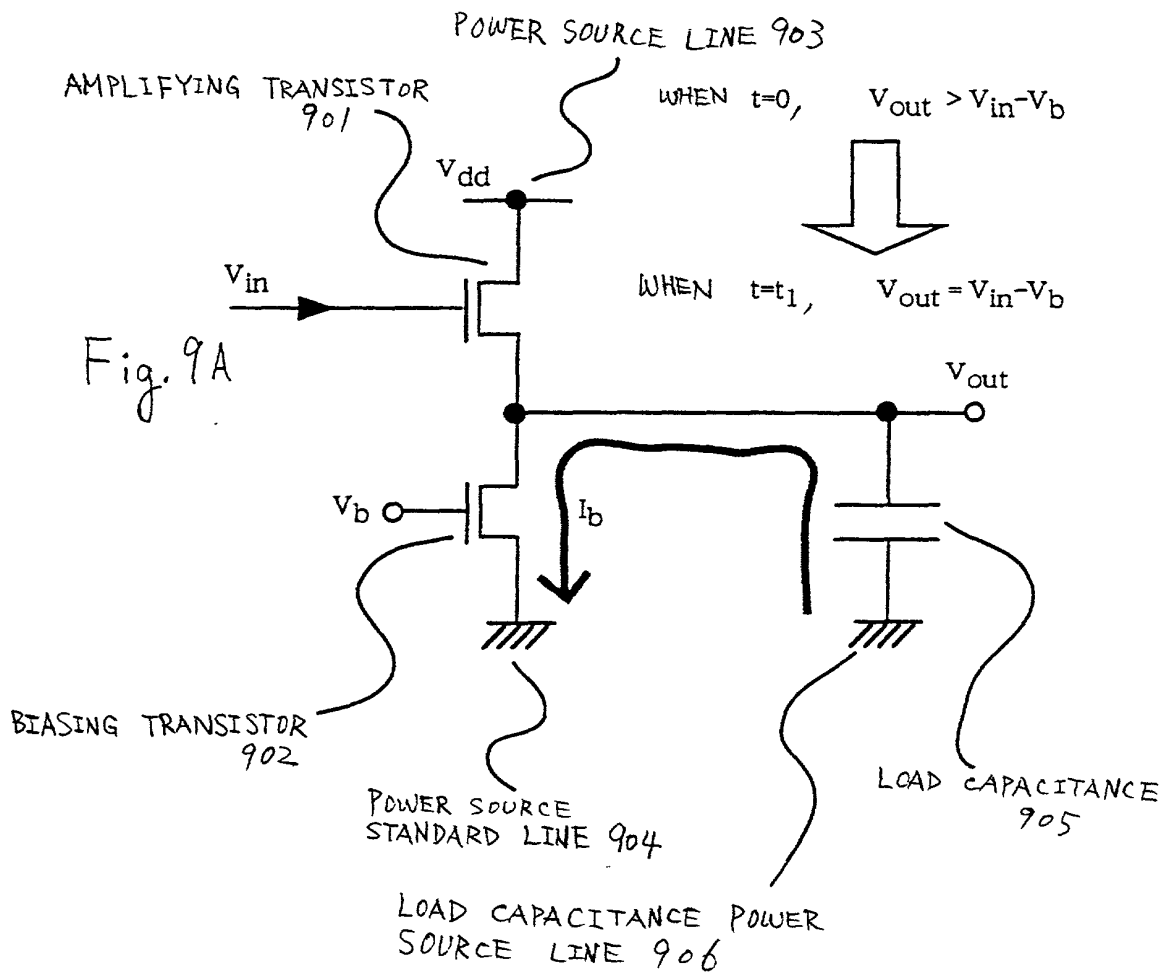 POWER SOURCE LINE 903
AMPLIFYING TRANSISTOR
901
WHEN t=0, Vout > Vin-Vb
Vdd
Vin
WHEN t=t1, Vout = Vin-Vb
Fig. 9A
Vout
Vb
Ib
BIASING TRANSISTOR
902
POWER SOURCE
STANDARD LINE 904
LOAD CAPACITANCE
905
LOAD CAPACITANCE POWER
SOURCE LINE 906